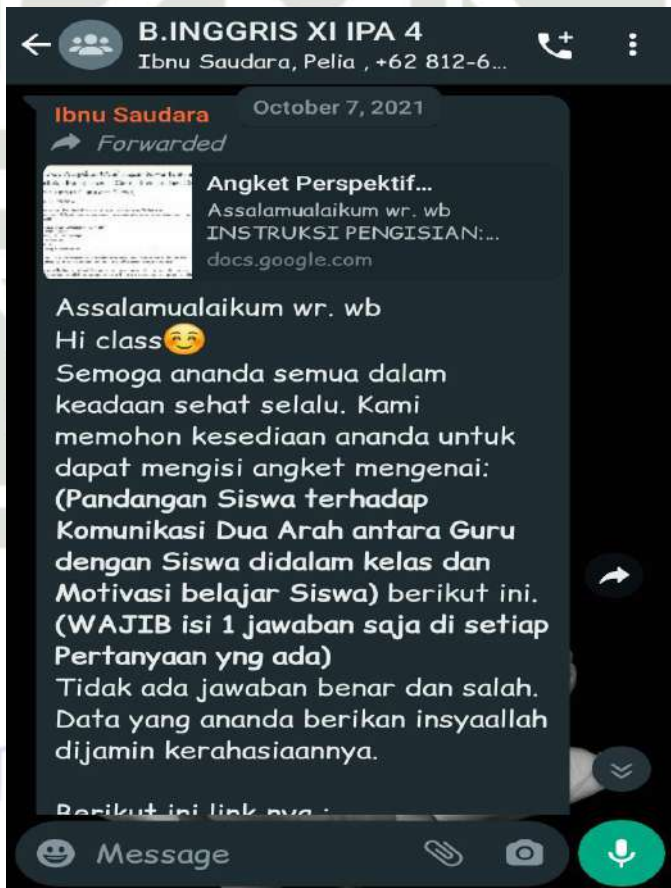 B.INGGRIS XI IPA 4
Ibnu Saudara, Pelia , +62 812-6...
October 7, 2021
Ibnu Saudara
Forwarded
Angket Perspektif...
Assalamualaikum wr. wb
INSTRUKSI PENGISIAN:...
docs.google.com
Assalamualaikum wr. wb
Hi class☺️
Semoga ananda semua dalam
keadaan sehat selalu. Kami
memohon kesediaan ananda untuk
dapat mengisi angket mengenai:
(Pandangan Siswa terhadap
Komunikasi Dua Arah antara Guru
dengan Siswa didalam kelas dan
Motivasi belajar Siswa) berikut ini.
(WAJIB isi 1 jawaban saja di setiap
Pertanyaan yng ada)
Tidak ada jawaban benar dan salah.
Data yang ananda berikan insyaallah
dijamin kerahasiaannya.
Berikut ini link nya :
Message